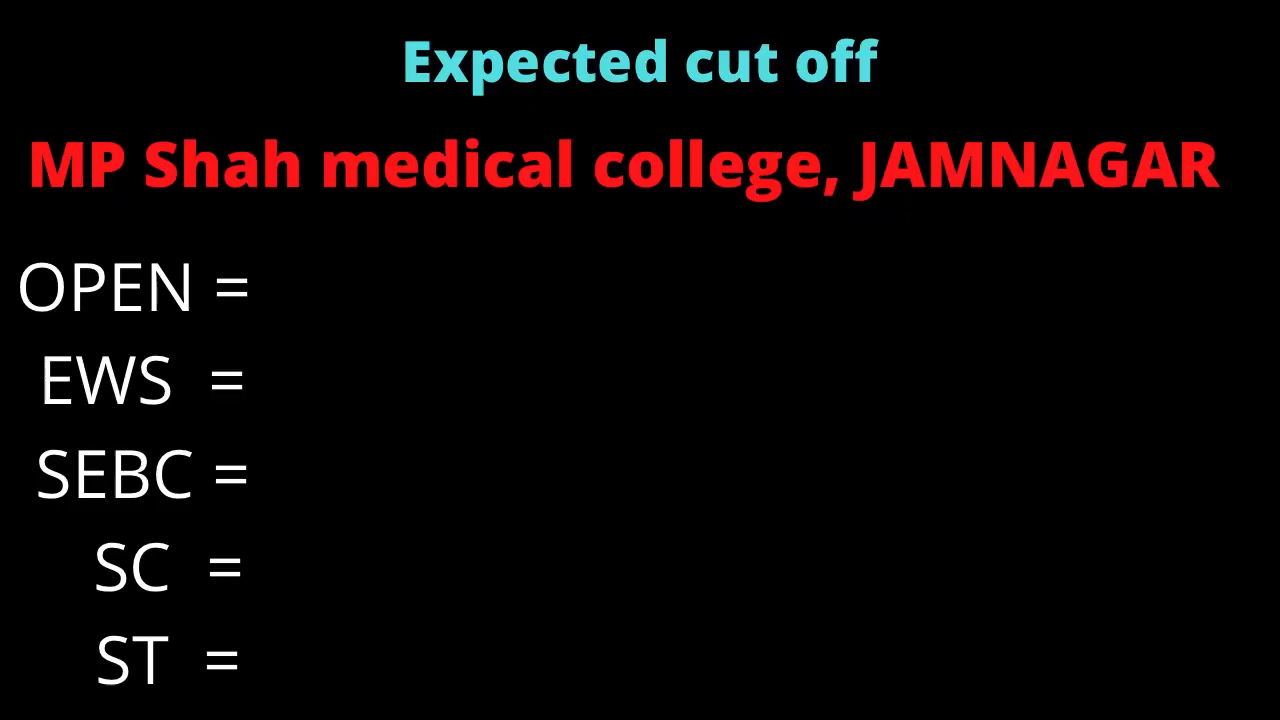 Expected cut off
MP Shah medical college, JAMNAGAR
OPEN =
EWS =
SEBC =
SC =
ST =